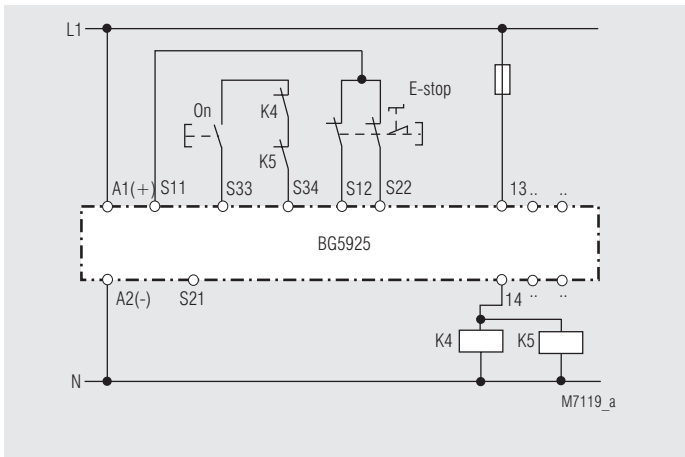 L1
E-stop
On
K4
K5
A1(+) S11 S33 S34 S12 S22 13 .. ..
BG5925
A2(-) S21 14 .. ..
K4 K5
N
M7119_a